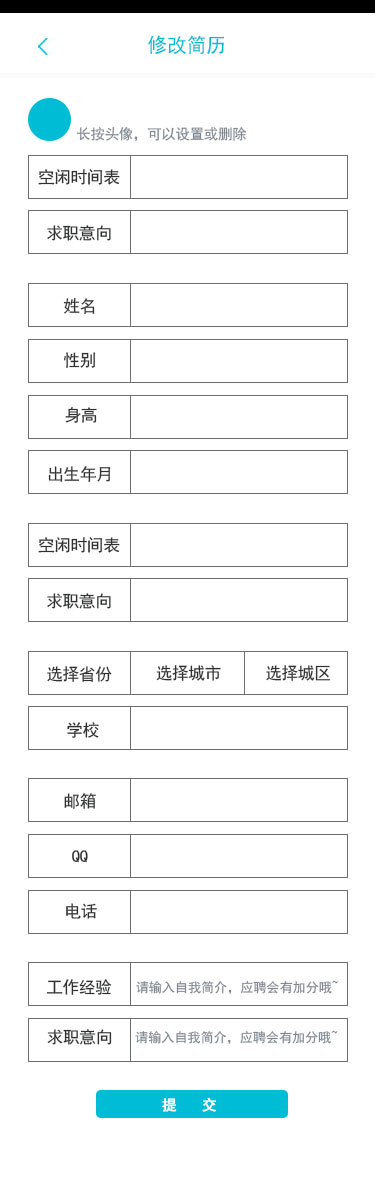 修改简历
长按头像，可以设置或删除
空闲时间表
求职意向
姓名
性别
身高
出生年月
空闲时间表
求职意向
选择省份 选择城市 选择城区
学校
邮箱
QQ
电话
工作经验 请输入自我简介，应聘会有加分哦~
求职意向 请输入自我简介，应聘会有加分哦~
提 交